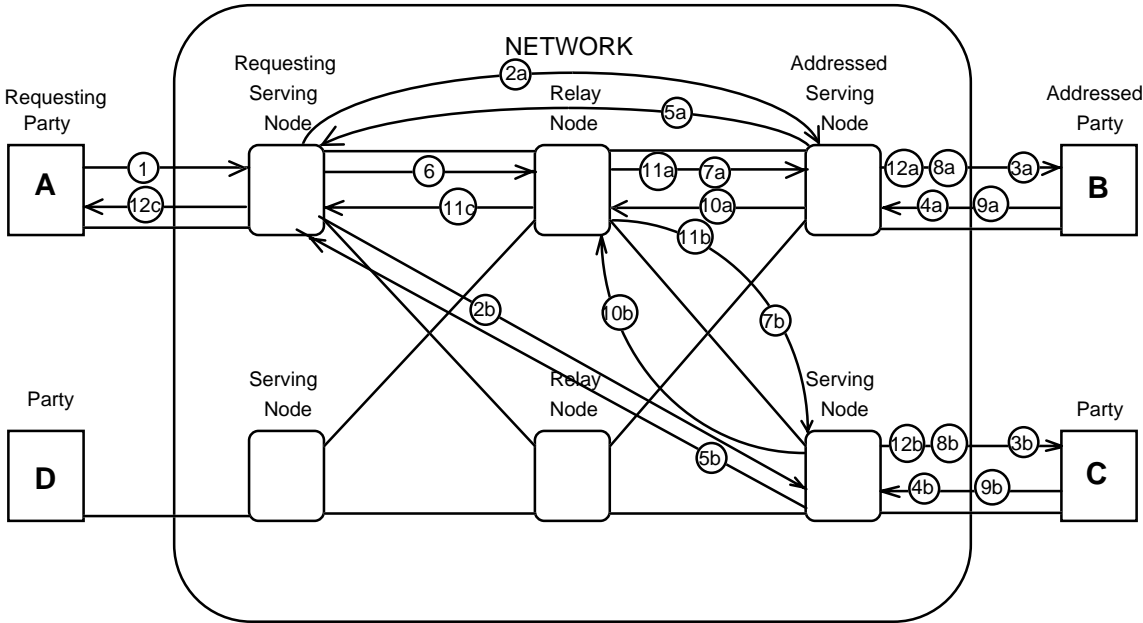 NETWORK
Requesting
Serving
Node
2a
Relay
Node
5a
Addressed
Serving
Node
Requesting
Party
Addressed
Party
A
1
12c
6
11c
11a
7a
10a
11b
12a
8a
3a
4a
9a
B
2b
10b
7b
Party
D
Serving
Node
Relay
Node
5b
Serving
Node
12b
8b
3b
4b
9b
Party
C